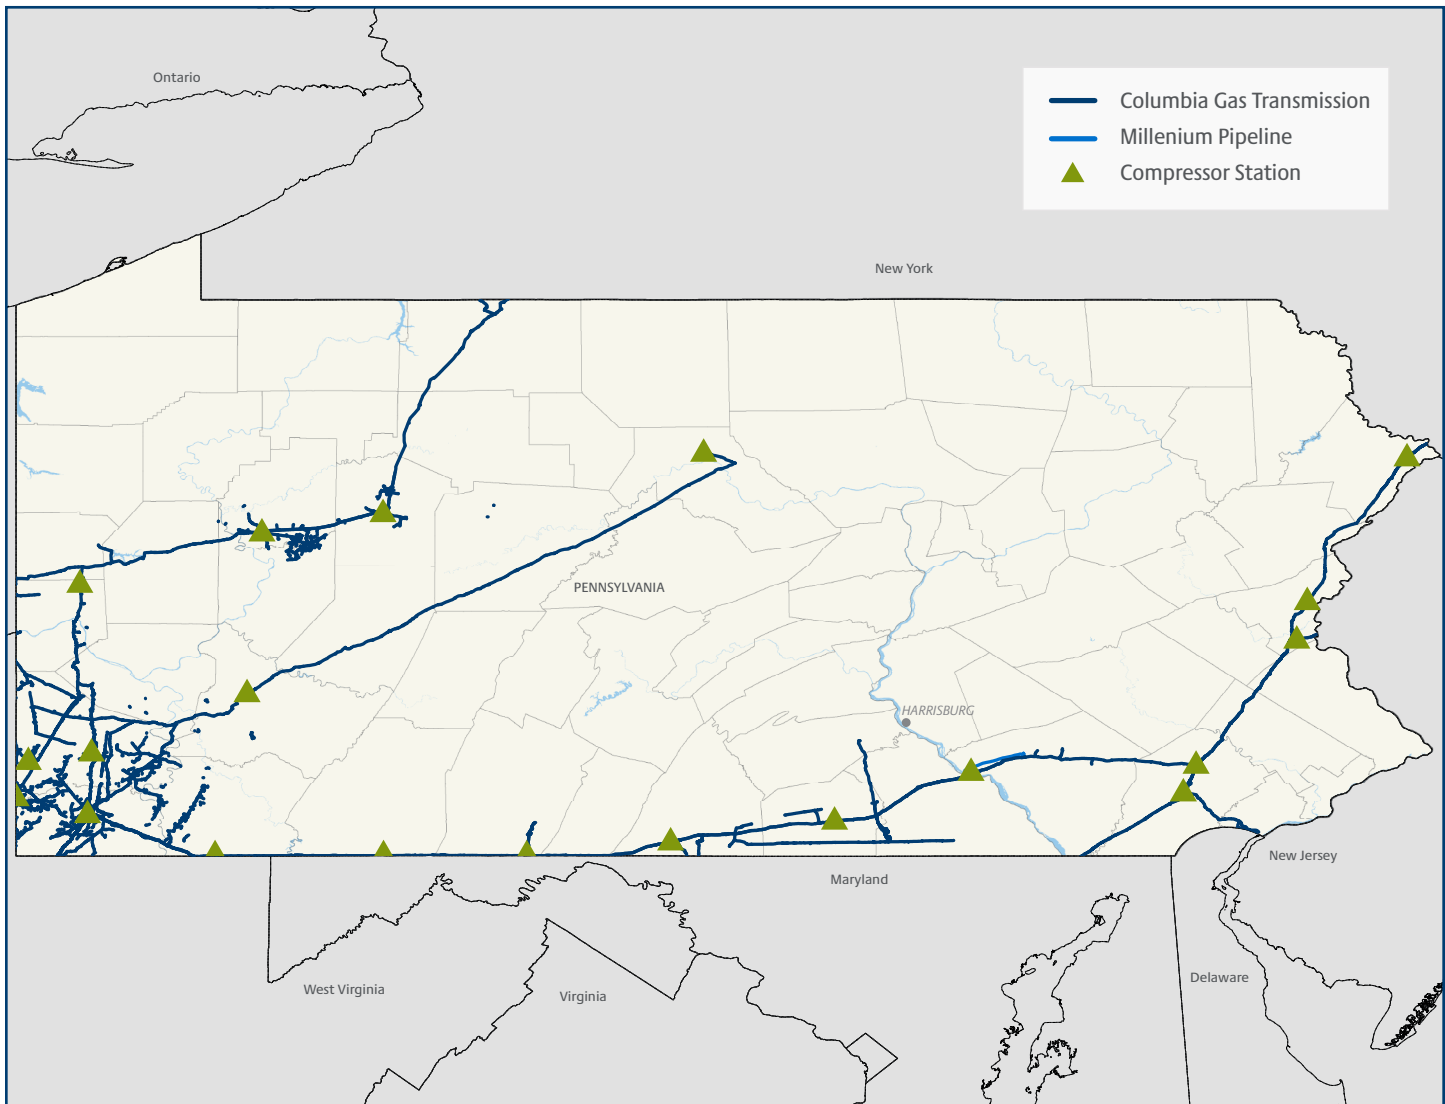 Ontario
Columbia Gas Transmission
Millenium Pipeline
Compressor Station
New York
PENNSYLVANIA
HARRISBURG
New Jersey
Maryland
Delaware
West Virginia
Virginia